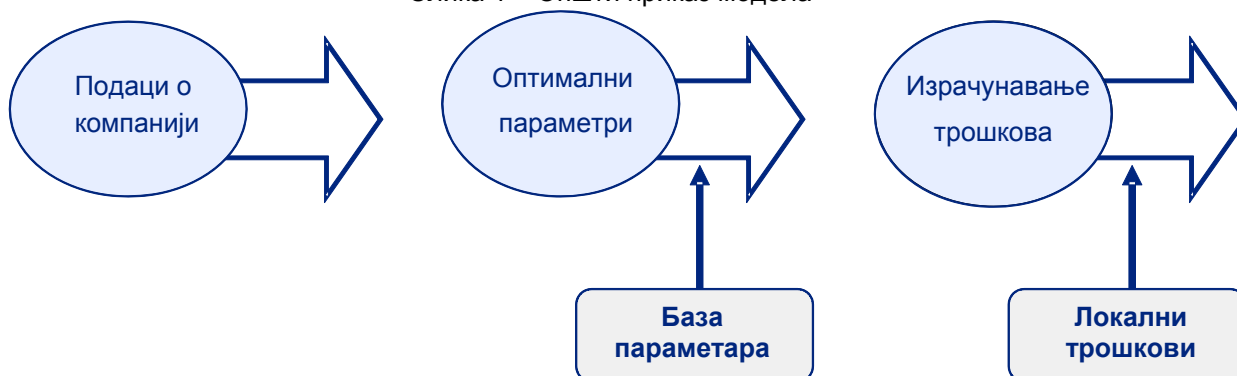 Подаци о
компанији
Оптимални
параметри
Израчунавање
трошкова
База
параметара
Локални
трошкови